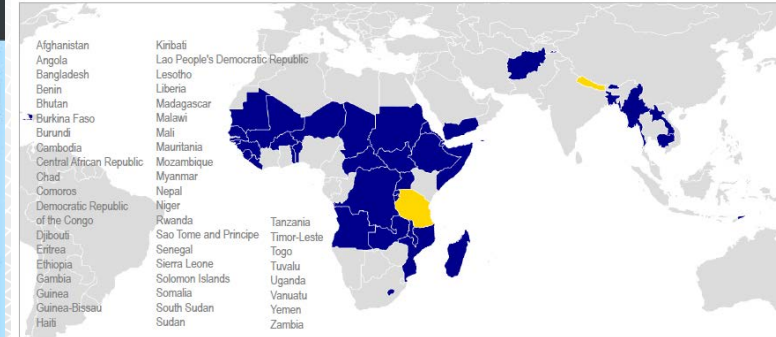 Afghanistan
Angola
Bangladesh
Benin
Bhutan
Burkina Faso
Burundi
Cambodia
Central African Republic
Chad
Comoros
Democratic Republic
of the Congo
Djibouti
Eritrea
Ethiopia
Gambia
Guinea
Guinea-Bissau
Haiti
Kiribati
Lao People's Democratic Republic
Lesotho
Liberia
Madagascar
Malawi
Mali
Mauritania
Mozambique
Myanmar
Nepal
Niger
Rwanda
Sao Tome and Principe
Senegal
Sierra Leone
Solomon Islands
Somalia
South Sudan
Sudan
Tanzania
Timor-Leste
Togo
Tuvalu
Uganda
Vanuatu
Yemen
Zambia